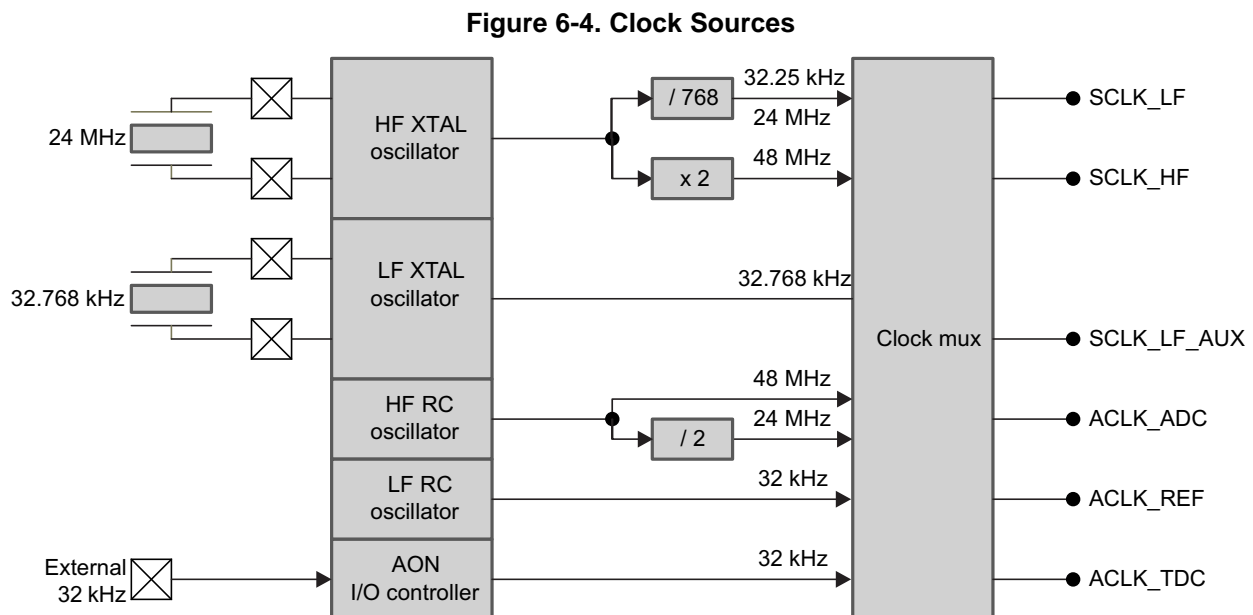 Figure 6-4. Clock Sources
24 MHz
HF XTAL
oscillator
/ 768
32.25 kHz
24 MHz
x 2
48 MHz
SCLK_LF
SCLK_HF
32.768 kHz
LF XTAL
oscillator
32.768 kHz
Clock mux
SCLK_LF_AUX
HF RC
oscillator
48 MHz
/ 2
24 MHz
ACLK_ADC
LF RC
oscillator
32 kHz
ACLK_REF
External
32 kHz
AON
I/O controller
32 kHz
ACLK_TDC